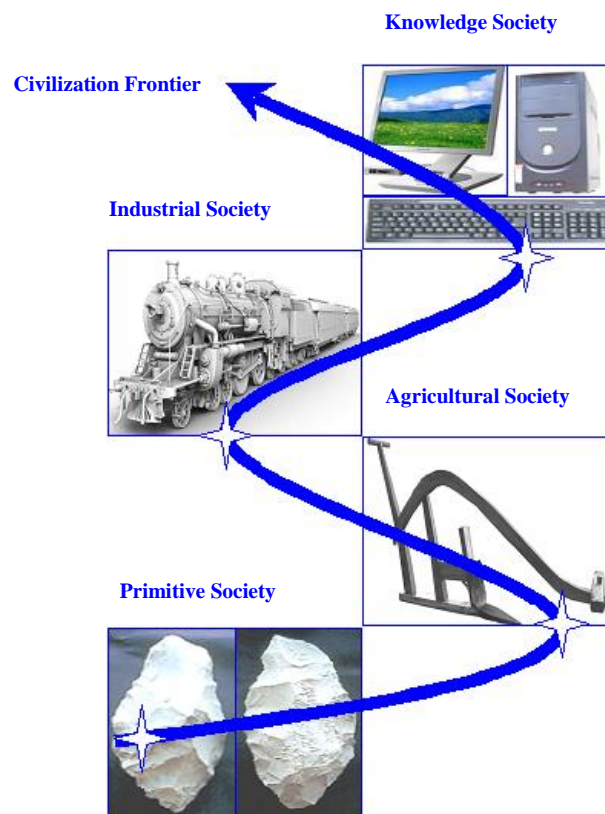 Knowledge Society
Civilization Frontier
Industrial Society
Agricultural Society
Primitive Society